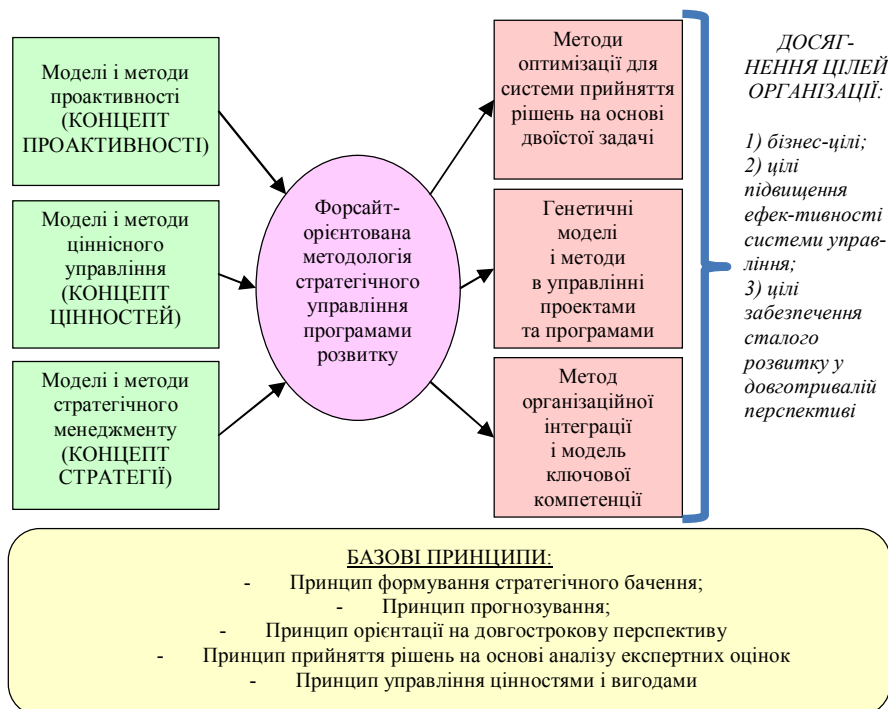 Моделі і методи
проактивності
(КОНЦЕПТ
ПРОАКТИВНОСТІ)
Моделі і методи
ціннісного
управління
(КОНЦЕПТ
ЦІННОСТЕЙ)
Моделі і методи
стратегічного
менеджменту
(КОНЦЕПТ
СТРАТЕГІЇ)
Форсайт-
орієнтована
методологія
стратегічного
управління
програмами
розвитку
Методи
оптимізації для
системи прийняття
рішень на основі
двоїстої задачі
Генетичні
моделі
і методи
в управлінні
проектами
та програмами
Метод
організаційної
інтеграції
і модель
ключової
компетенції
ДОСЯГ-
НЕННЯ ЦІЛЕЙ
ОРГАНІЗАЦІЇ:
1) бізнес-цілі;
2) цілі
підвищення
ефек-тивності
системи управ-
ління;
3) цілі
забезпечення
сталого
розвитку у
довготривалій
перспективі
БАЗОВІ ПРИНЦИПИ:
- Принцип формування стратегічного бачення;
- Принцип прогнозування;
- Принцип орієнтації на довгострокову перспективу
- Принцип прийняття рішень на основі аналізу експертних оцінок
- Принцип управління цінностями і вигодами